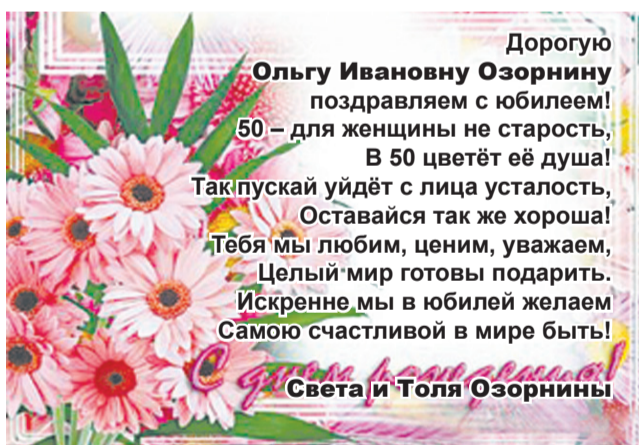 Дорогую
Ольгу Ивановну Озорнину
поздравляем с юбилеем!
50 – для женщины не старость,
В 50 цветёт её душа!
Так пускай уйдёт с лица усталость,
Оставайся так же хороша!
Тебя мы любим, ценим, уважаем,
Целый мир готовы подарить.
Искренне мы в юбилей желаем
Самою счастливой в мире быть!
С днем рождения!
Света и Толя Озорнины